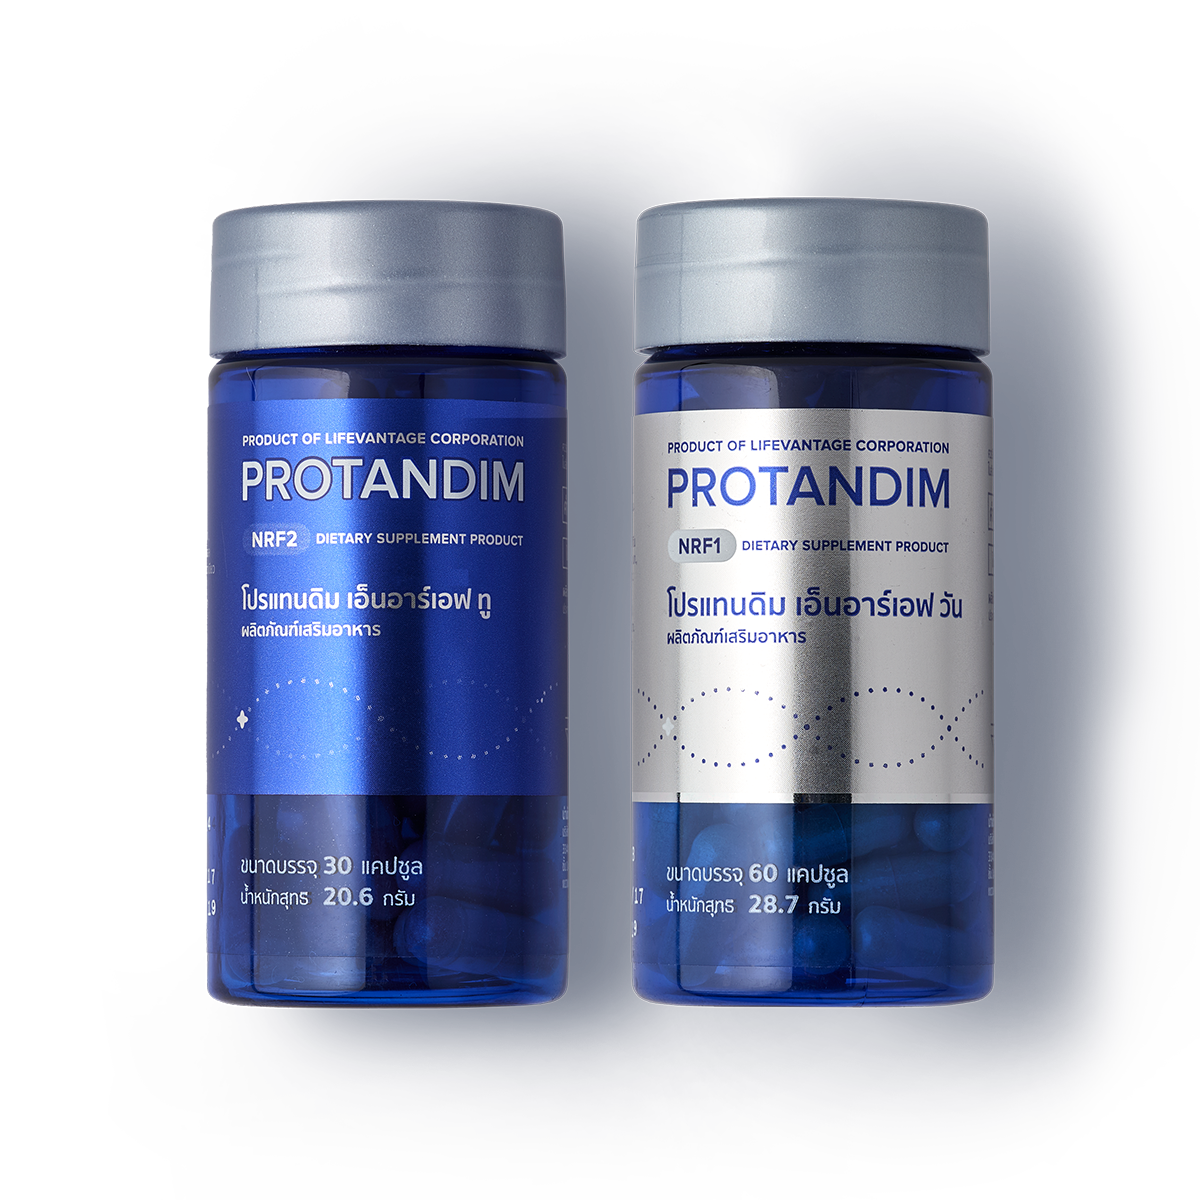 PRODUCT OF LIFEVANTAGE CORPORATION
PROTANDIM
NRF2 DIETARY SUPPLEMENT PRODUCT
โปรแทนดิม เอ็นอาร์เอฟ ทู
ผลิตภัณฑ์เสริมอาหาร
ขนาดบรรจุ 30 แคปซูล
น้ำหนักสุทธิ 20.6 กรัม
4
17
19
PRODUCT OF LIFEVANTAGE CORPORATION
PROTANDIM
NRF1 DIETARY SUPPLEMENT PRODUCT
โปรแทนดิม เอ็นอาร์เอฟ วัน
ผลิตภัณฑ์เสริมอาหาร
ขนาดบรรจุ 60 แคปซูล
น้ำหนักสุทธิ 28.7 กรัม
17